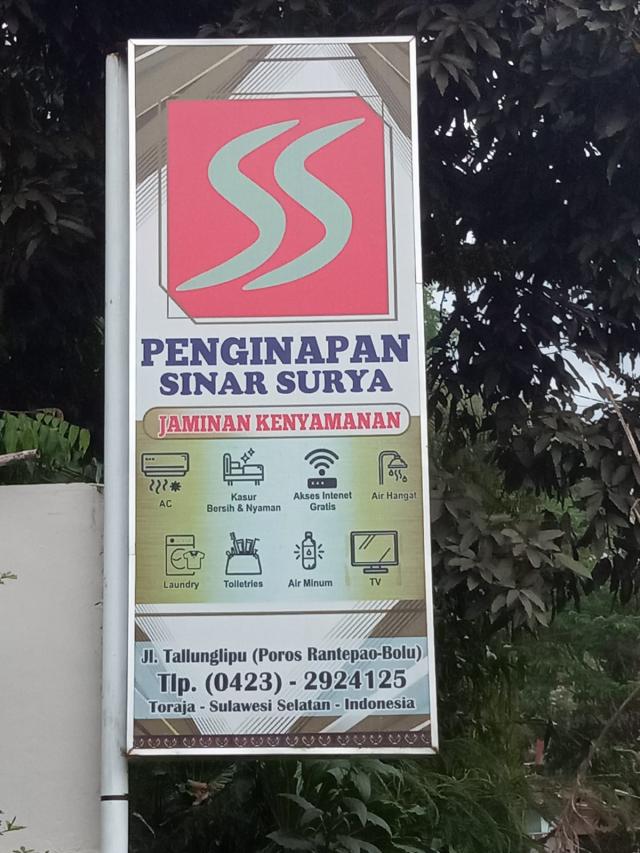 SS
PENGINAPAN
SINAR SURYA
JAMINAN KENYAMANAN
AC
Kasur
Bersih & Nyaman
Akses Intenet
Gratis
Air Hangat
Laundry
Toiletries
Air Minum
TV
Jl. Tallunglipu (Poros Rantepao-Bolu)
Tlp. (0423) - 2924125
Toraja - Sulawesi Selatan - Indonesia